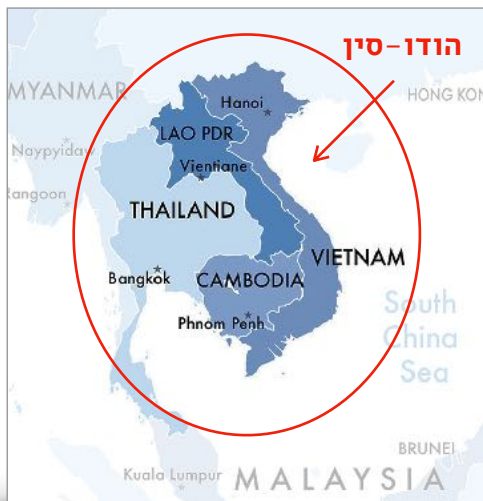 הודו-סין
MYANMAR
Hanoi
HONG KON
LAO PDR
Naypyidaw
Vientiane
Rangoon
THAILAND
VIETNAM
Bangkok
CAMBODIA
Phnom Penh
South
China
Sea
BRUNEI
Kuala Lumpur
MALAYSIA